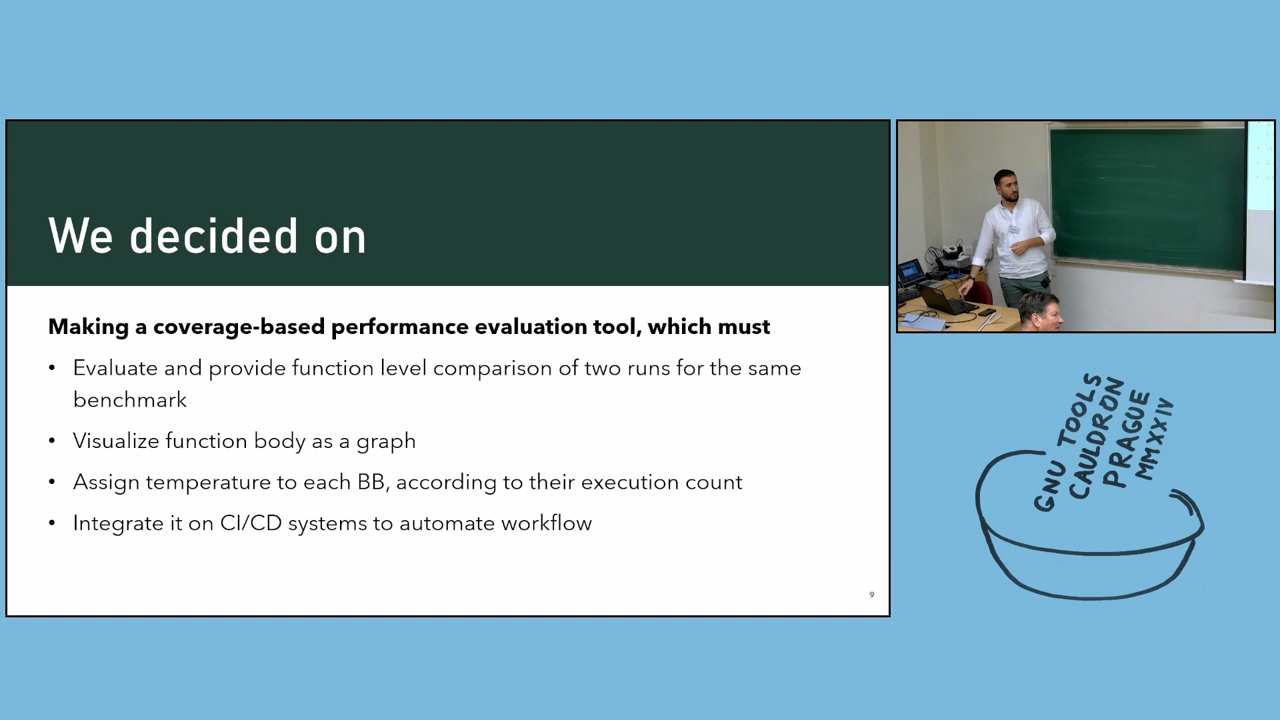 We decided on
Making a coverage-based performance evaluation tool, which must
• Evaluate and provide function level comparison of two runs for the same
benchmark
• Visualize function body as a graph
• Assign temperature to each BB, according to their execution count
• Integrate it on CI/CD systems to automate workflow
9
GNU TOOLS
CAULDRON
PRAGUE
MMXXIV